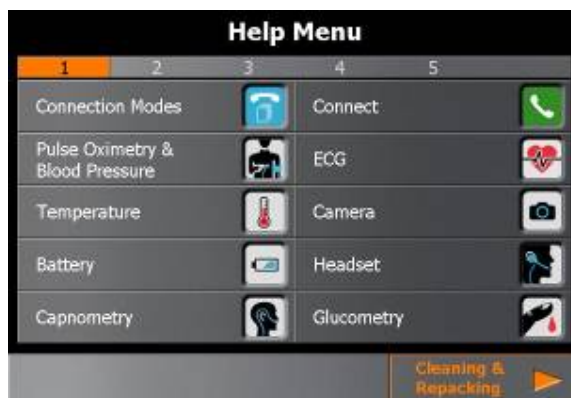 Help Menu
1 2 3 4 5
Connection Modes
Connect
Pulse Oximetry &
Blood Pressure
ECG
Temperature
Camera
Battery
Headset
Capnometry
Glucometry
Cleaning &
Repacking